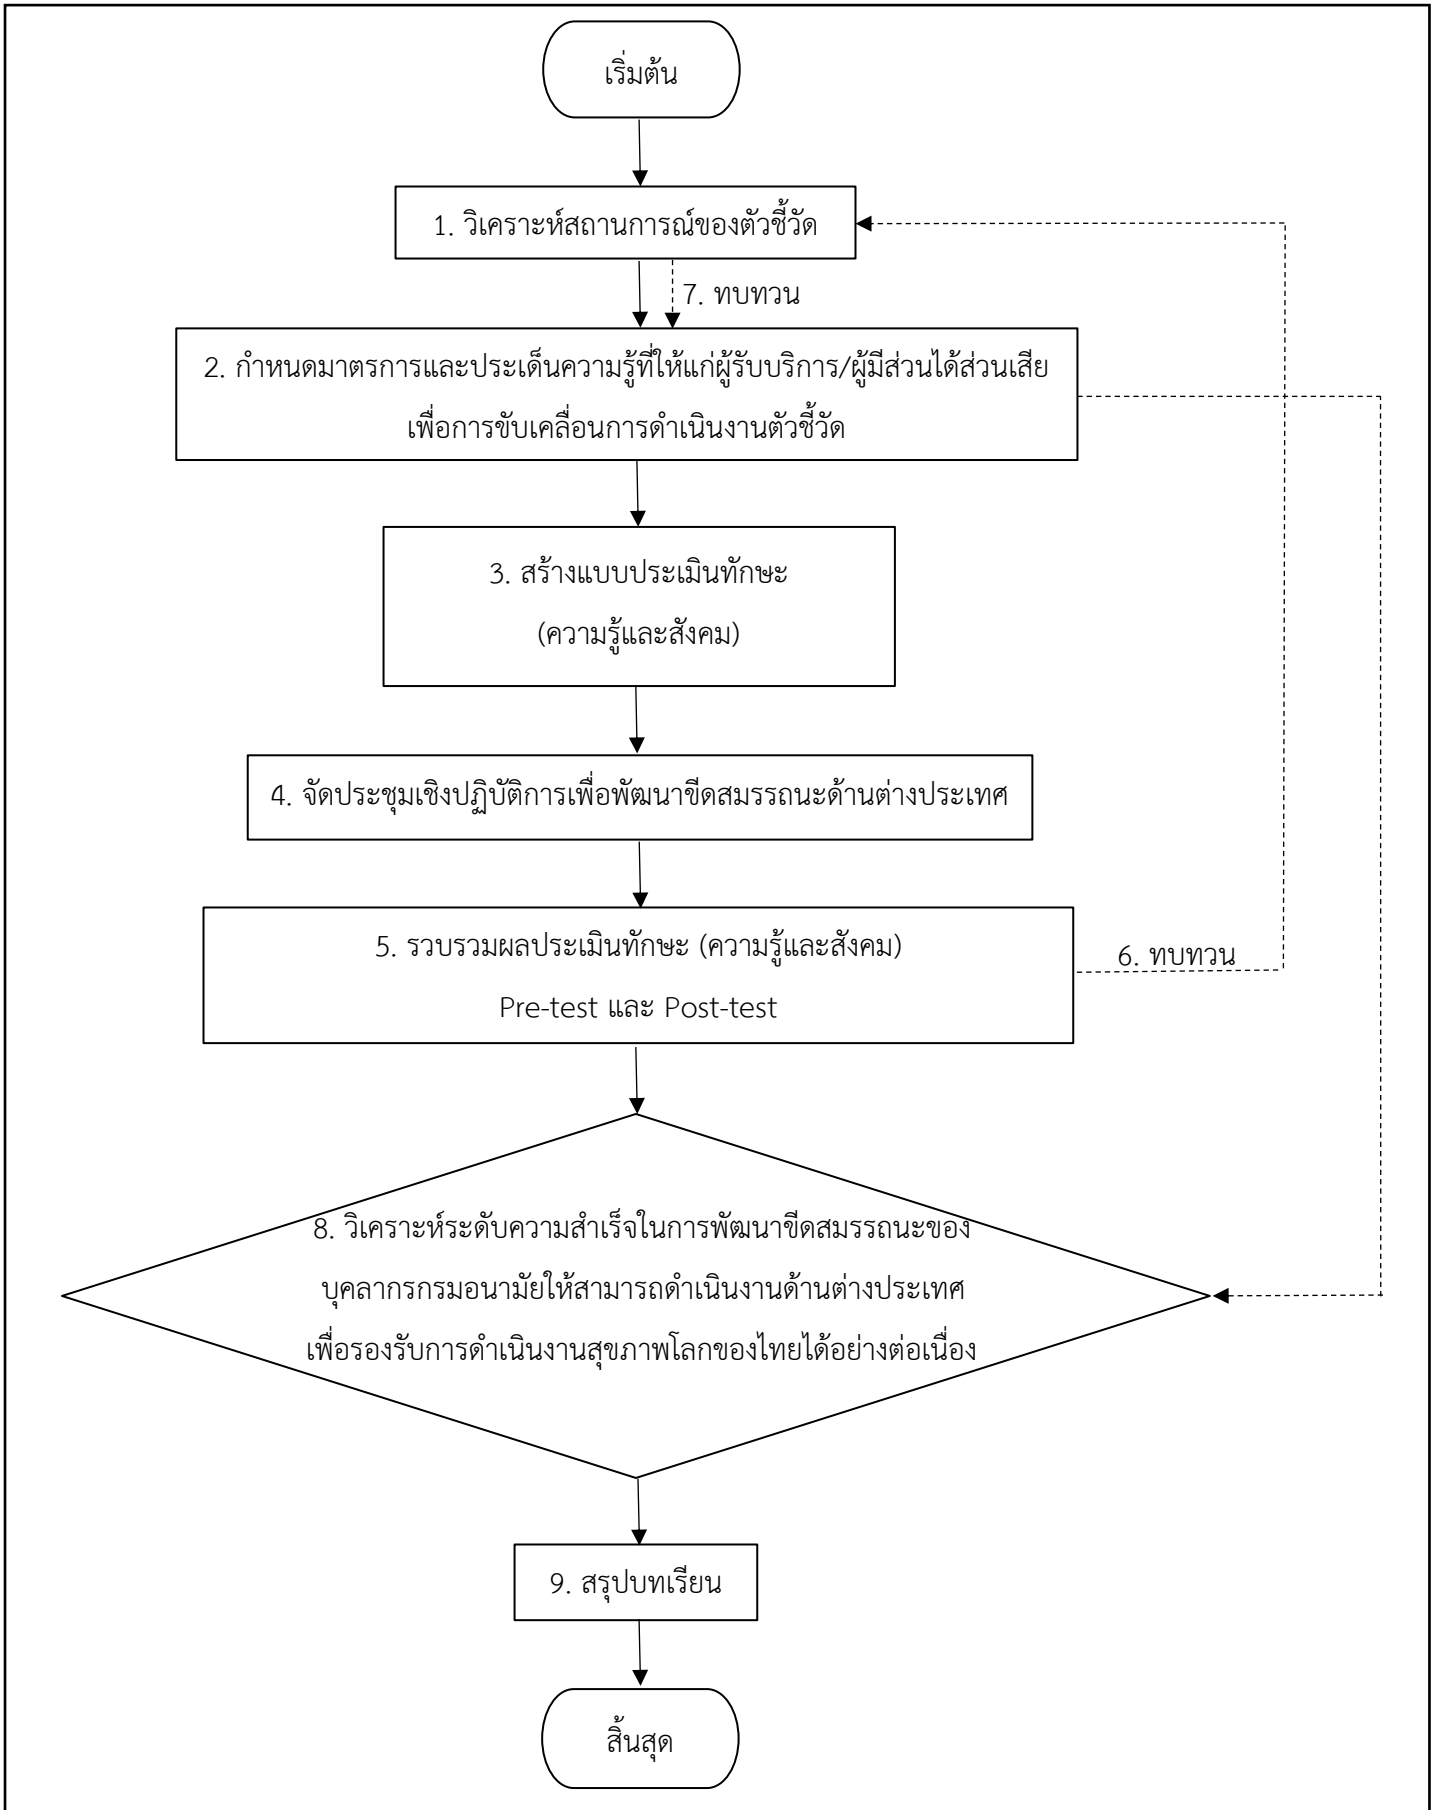 เริ่มต้น
1. วิเคราะห์สถานการณ์ของตัวชี้วัด
7. ทบทวน
2. กำหนดมาตรการและประเด็นความรู้ที่ให้แก่ผู้รับบริการ/ผู้มีส่วนได้ส่วนเสีย
เพื่อการขับเคลื่อนการดำเนินงานตัวชี้วัด
3. สร้างแบบประเมินทักษะ
(ความรู้และสังคม)
4. จัดประชุมเชิงปฏิบัติการเพื่อพัฒนาขีดสมรรถนะด้านต่างประเทศ
5. รวบรวมผลประเมินทักษะ (ความรู้และสังคม)
Pre-test และ Post-test
6. ทบทวน
8. วิเคราะห์ระดับความสำเร็จในการพัฒนาขีดสมรรถนะของ
บุคลากรกรมอนามัยให้สามารถดำเนินงานด้านต่างประเทศ
เพื่อรองรับการดำเนินงานสุขภาพโลกของไทยได้อย่างต่อเนื่อง
9. สรุปบทเรียน
สิ้นสุด